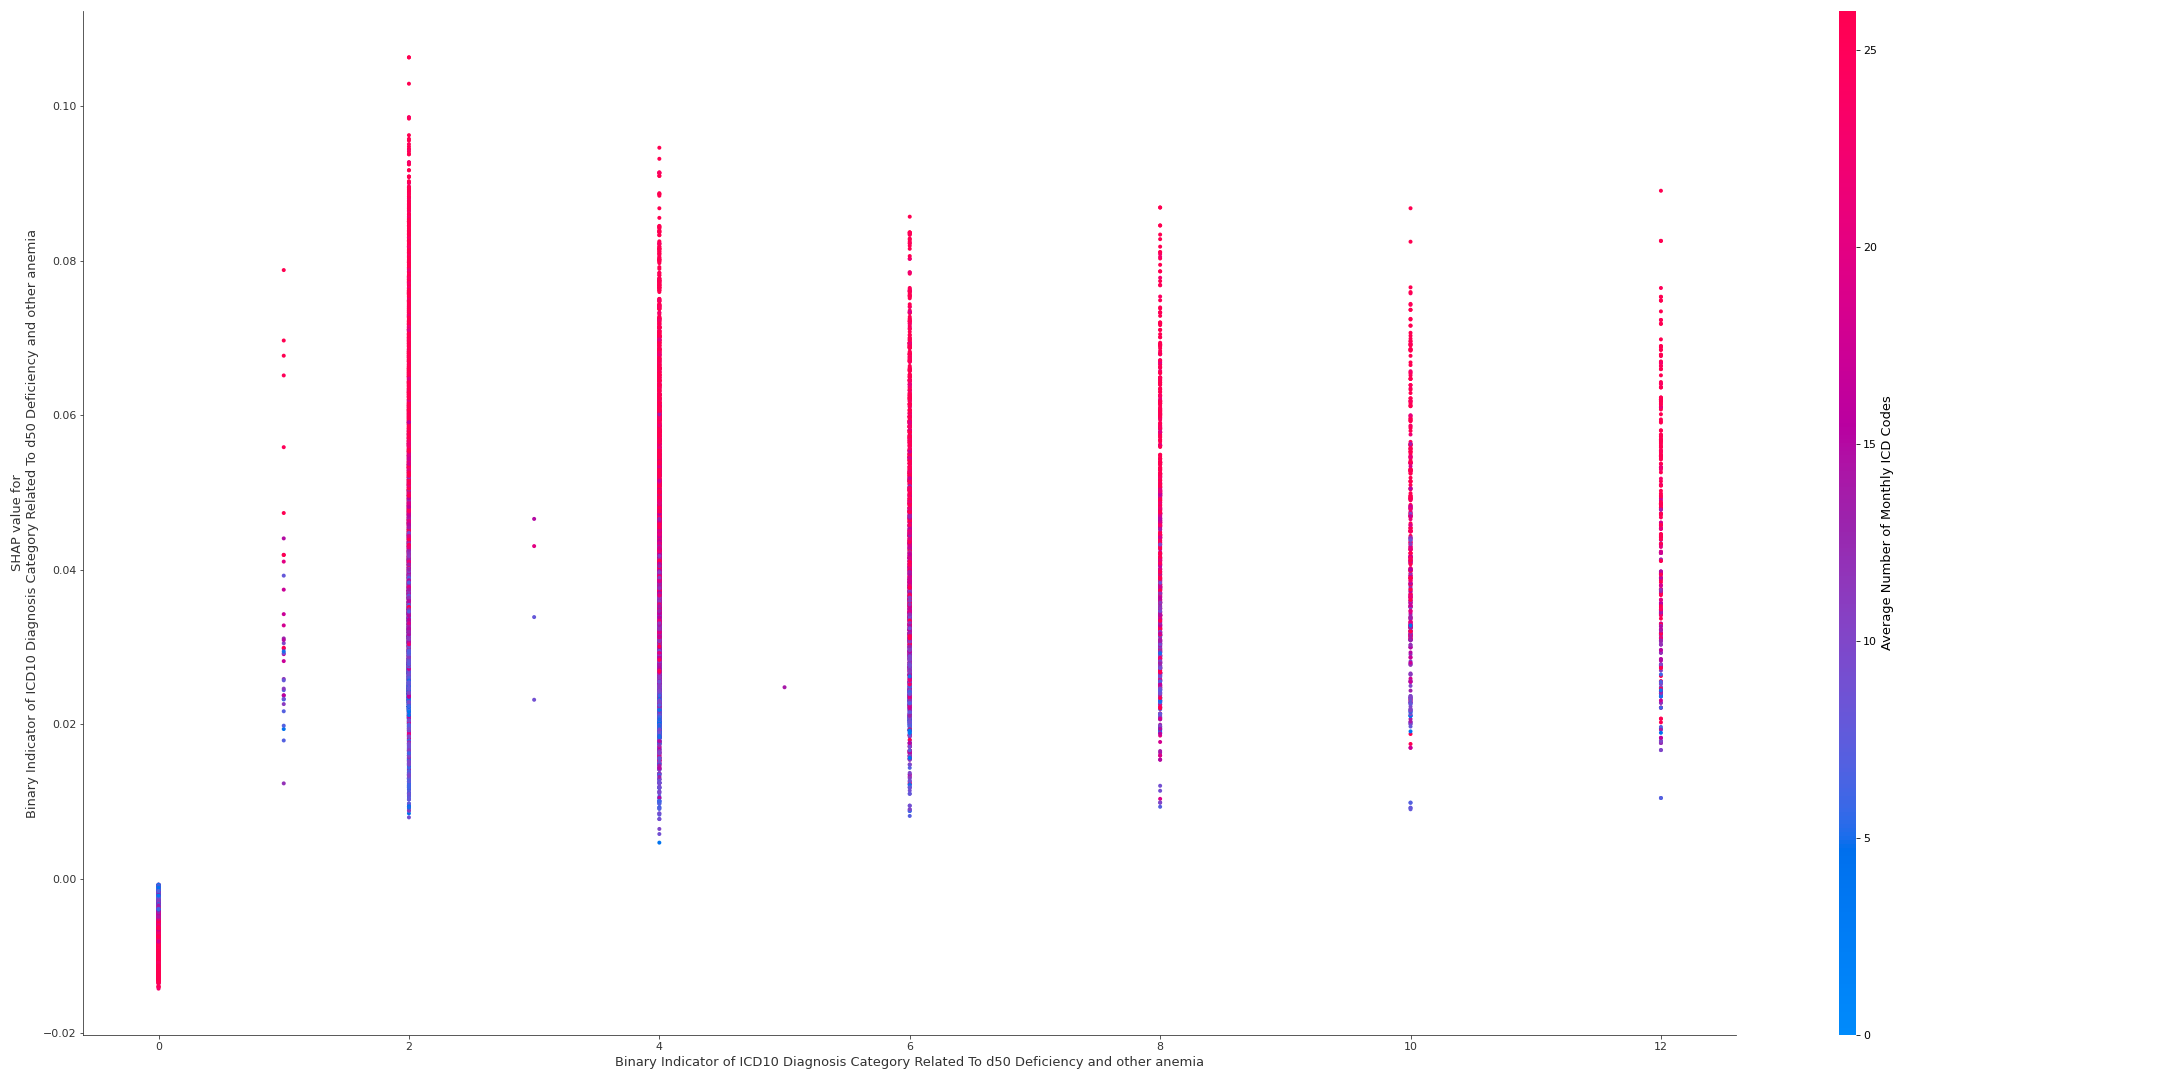 SHAP value for
Binary Indicator of ICD10 Diagnosis Category Related To d50 Deficiency and other anemia
0.10
0.08
0.06
0.04
0.02
0.00
−0.02
0 2 4 6 8 10 12
Binary Indicator of ICD10 Diagnosis Category Related To d50 Deficiency and other anemia
25
20
15
10
5
0
Average Number of Monthly ICD Codes